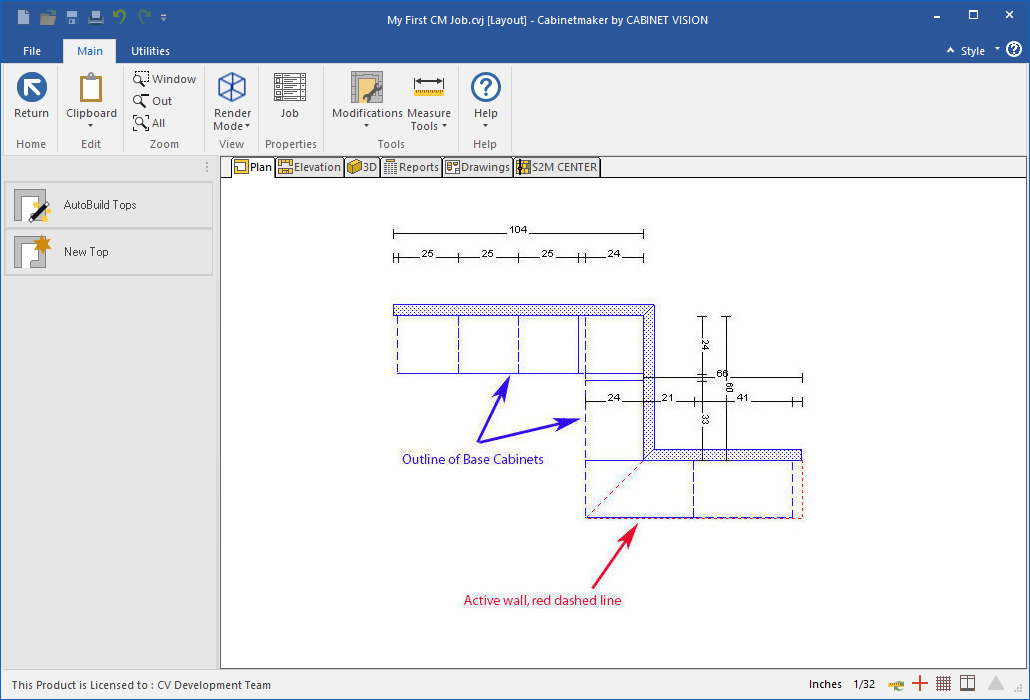 My First CM Job.cvj [Layout] - Cabinetmaker by CABINET VISION
File Main Utilities Style
Window
Out
All
Return Clipboard Render Mode Job Modifications Measure Tools Help
Home Edit Zoom View Properties Tools Help
Plan Elevation 3D Reports Drawings S2M CENTER
AutoBuild Tops
New Top
104
25 25 25 24
24
66
60
24 21 41
33
Outline of Base Cabinets
Active wall, red dashed line
This Product is Licensed to : CV Development Team Inches 1/32